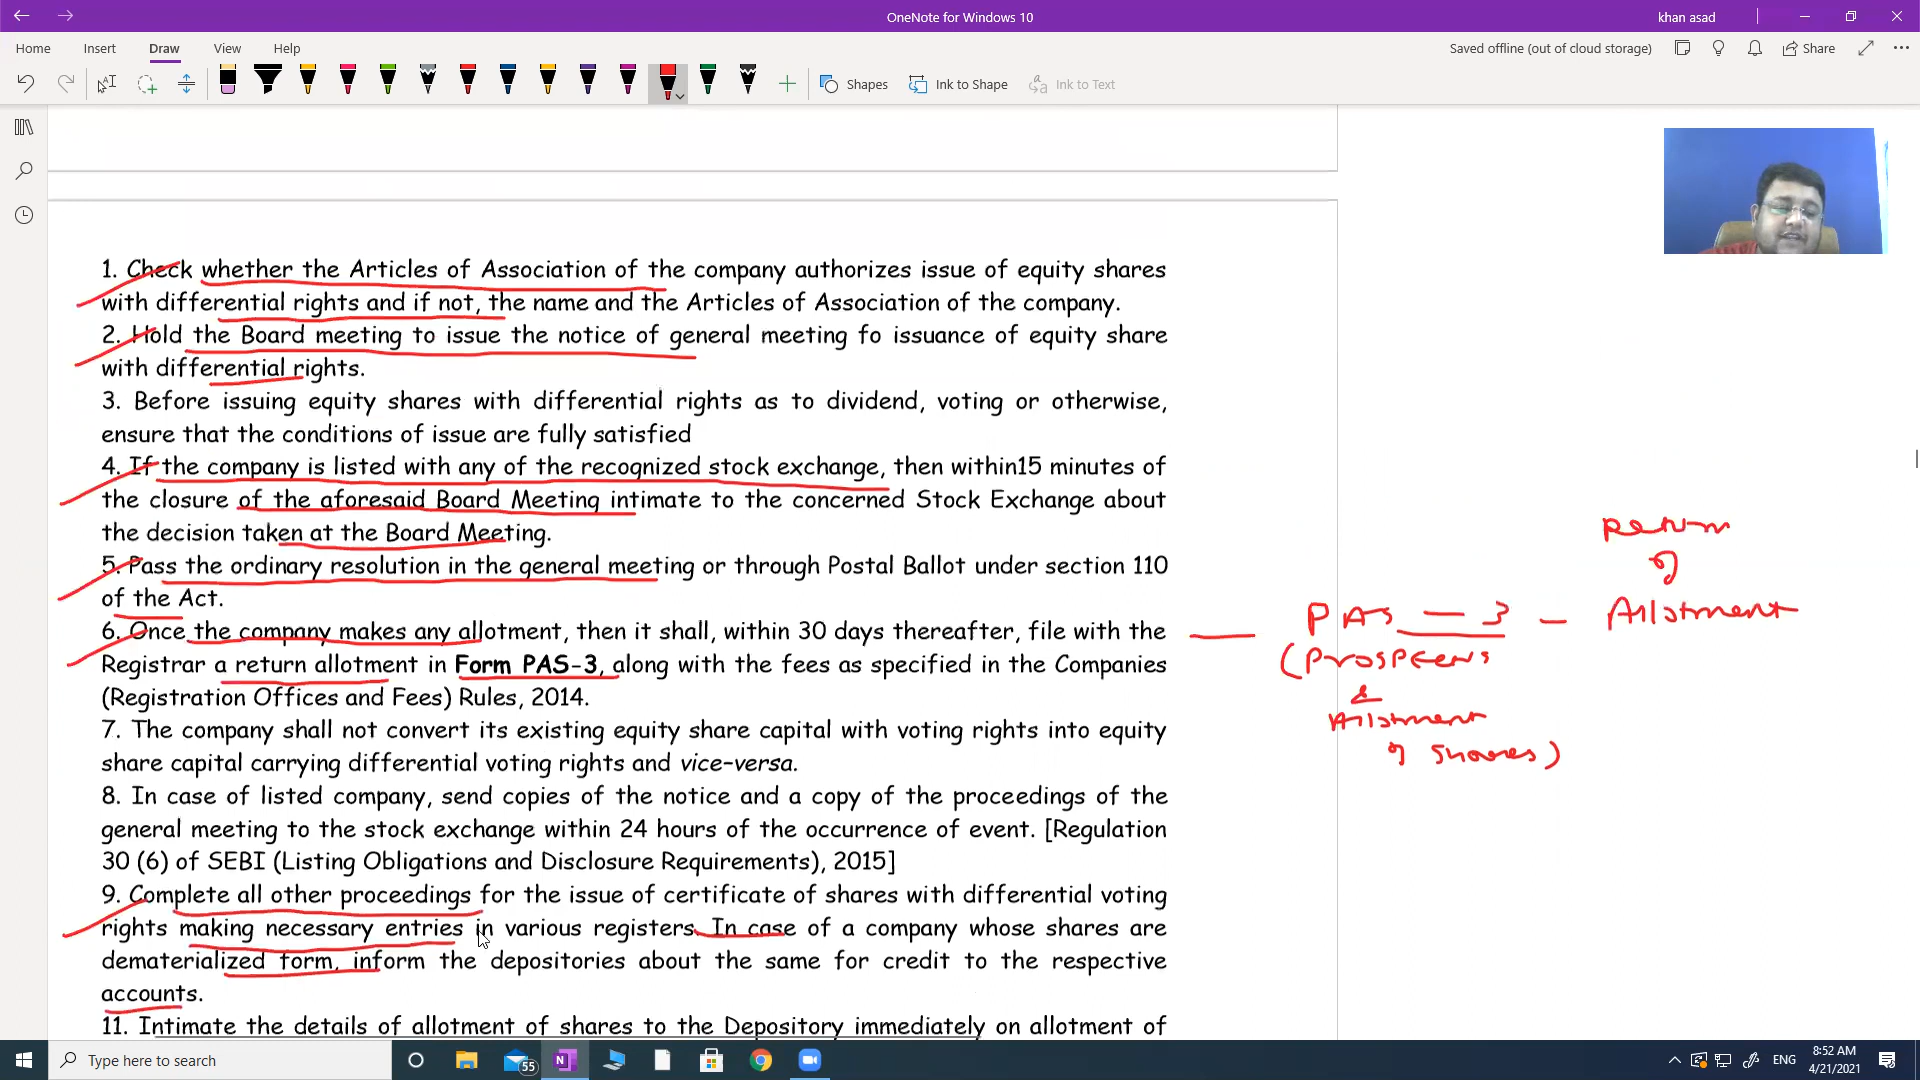 OneNote for Windows 10
khan asad
Home Insert Draw View Help
Saved offline (out of cloud storage)
Share
Shapes
Ink to Shape
Ink to Text
1. Check whether the Articles of Association of the company authorizes issue of equity shares
with differential rights and if not, the name and the Articles of Association of the company.
2. Hold the Board meeting to issue the notice of general meeting fo issuance of equity share
with differential rights.
3. Before issuing equity shares with differential rights as to dividend, voting or otherwise,
ensure that the conditions of issue are fully satisfied
4. If the company is listed with any of the recognized stock exchange, then within15 minutes of
the closure of the aforesaid Board Meeting intimate to the concerned Stock Exchange about
the decision taken at the Board Meeting.
5. Pass the ordinary resolution in the general meeting or through Postal Ballot under section 110
of the Act.
6. Once the company makes any allotment, then it shall, within 30 days thereafter, file with the
Registrar a return allotment in Form PAS-3, along with the fees as specified in the Companies
(Registration Offices and Fees) Rules, 2014.
7. The company shall not convert its existing equity share capital with voting rights into equity
share capital carrying differential voting rights and vice-versa.
8. In case of listed company, send copies of the notice and a copy of the proceedings of the
general meeting to the stock exchange within 24 hours of the occurrence of event. [Regulation
30 (6) of SEBI (Listing Obligations and Disclosure Requirements), 2015]
9. Complete all other proceedings for the issue of certificate of shares with differential voting
rights making necessary entries in various registers. In case of a company whose shares are
dematerialized form, inform the depositories about the same for credit to the respective
accounts.
11. Intimate the details of allotment of shares to the Depository immediately on allotment of
Return
of
PAS — 3 — Allotment
(Prospectus
&
Allotment
of Shares)
Type here to search
55
ENG
8:52 AM
4/21/2021